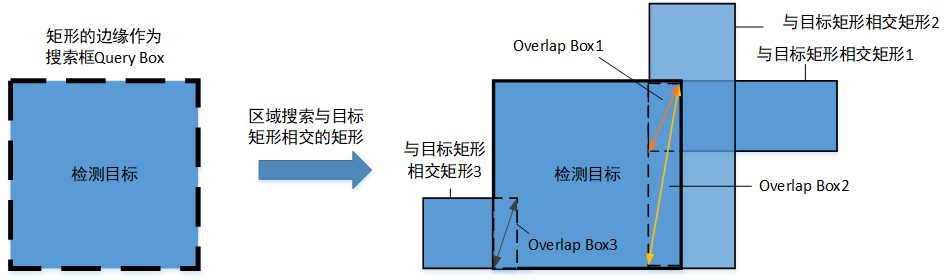 矩形的边缘作为
搜索框Query Box
检测目标
区域搜索与目标
矩形相交的矩形
与目标矩形相交矩形2
Overlap Box1
与目标矩形相交矩形1
与目标矩形
相交矩形3
检测目标
Overlap Box2
Overlap Box3